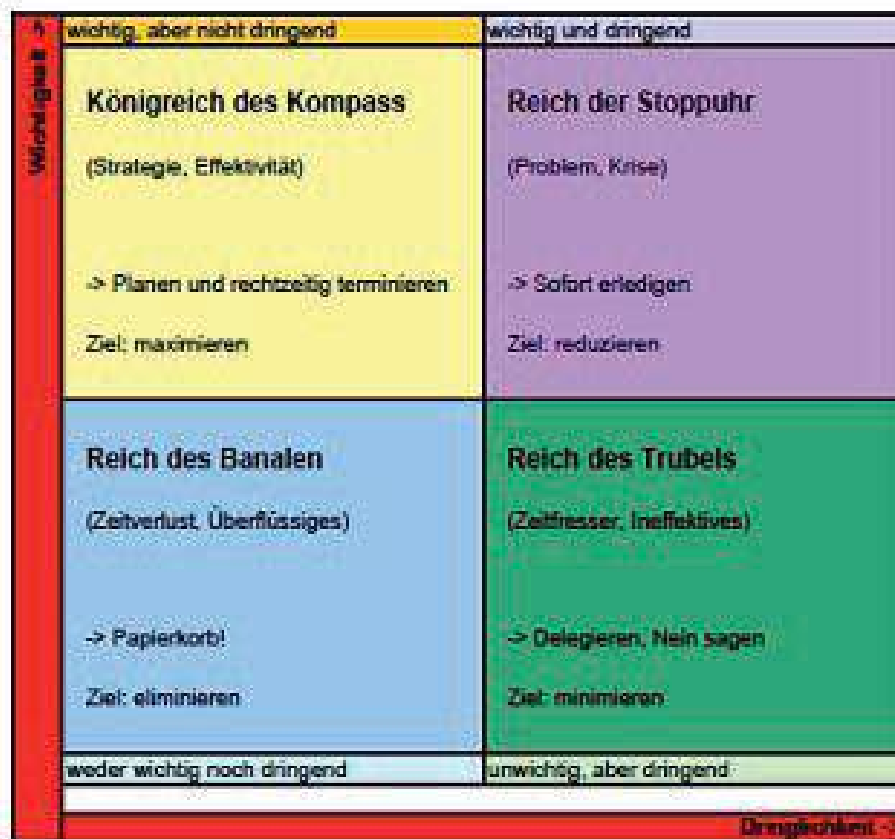 Wichtigkeit ->
wichtig, aber nicht dringend
Königreich des Kompass
(Strategie, Effektivität)
-> Planen und rechtzeitig terminieren
Ziel: maximieren
wichtig und dringend
Reich der Stoppuhr
(Problem, Krise)
-> Sofort erledigen
Ziel: reduzieren
Reich des Banalen
(Zeitverlust, Überflüssiges)
-> Papierkorb!
Ziel: eliminieren
weder wichtig noch dringend
Reich des Trubels
(Zeitfresser, Ineffektives)
-> Delegieren, Nein sagen
Ziel: minimieren
unwichtig, aber dringend
Dringlichkeit ->